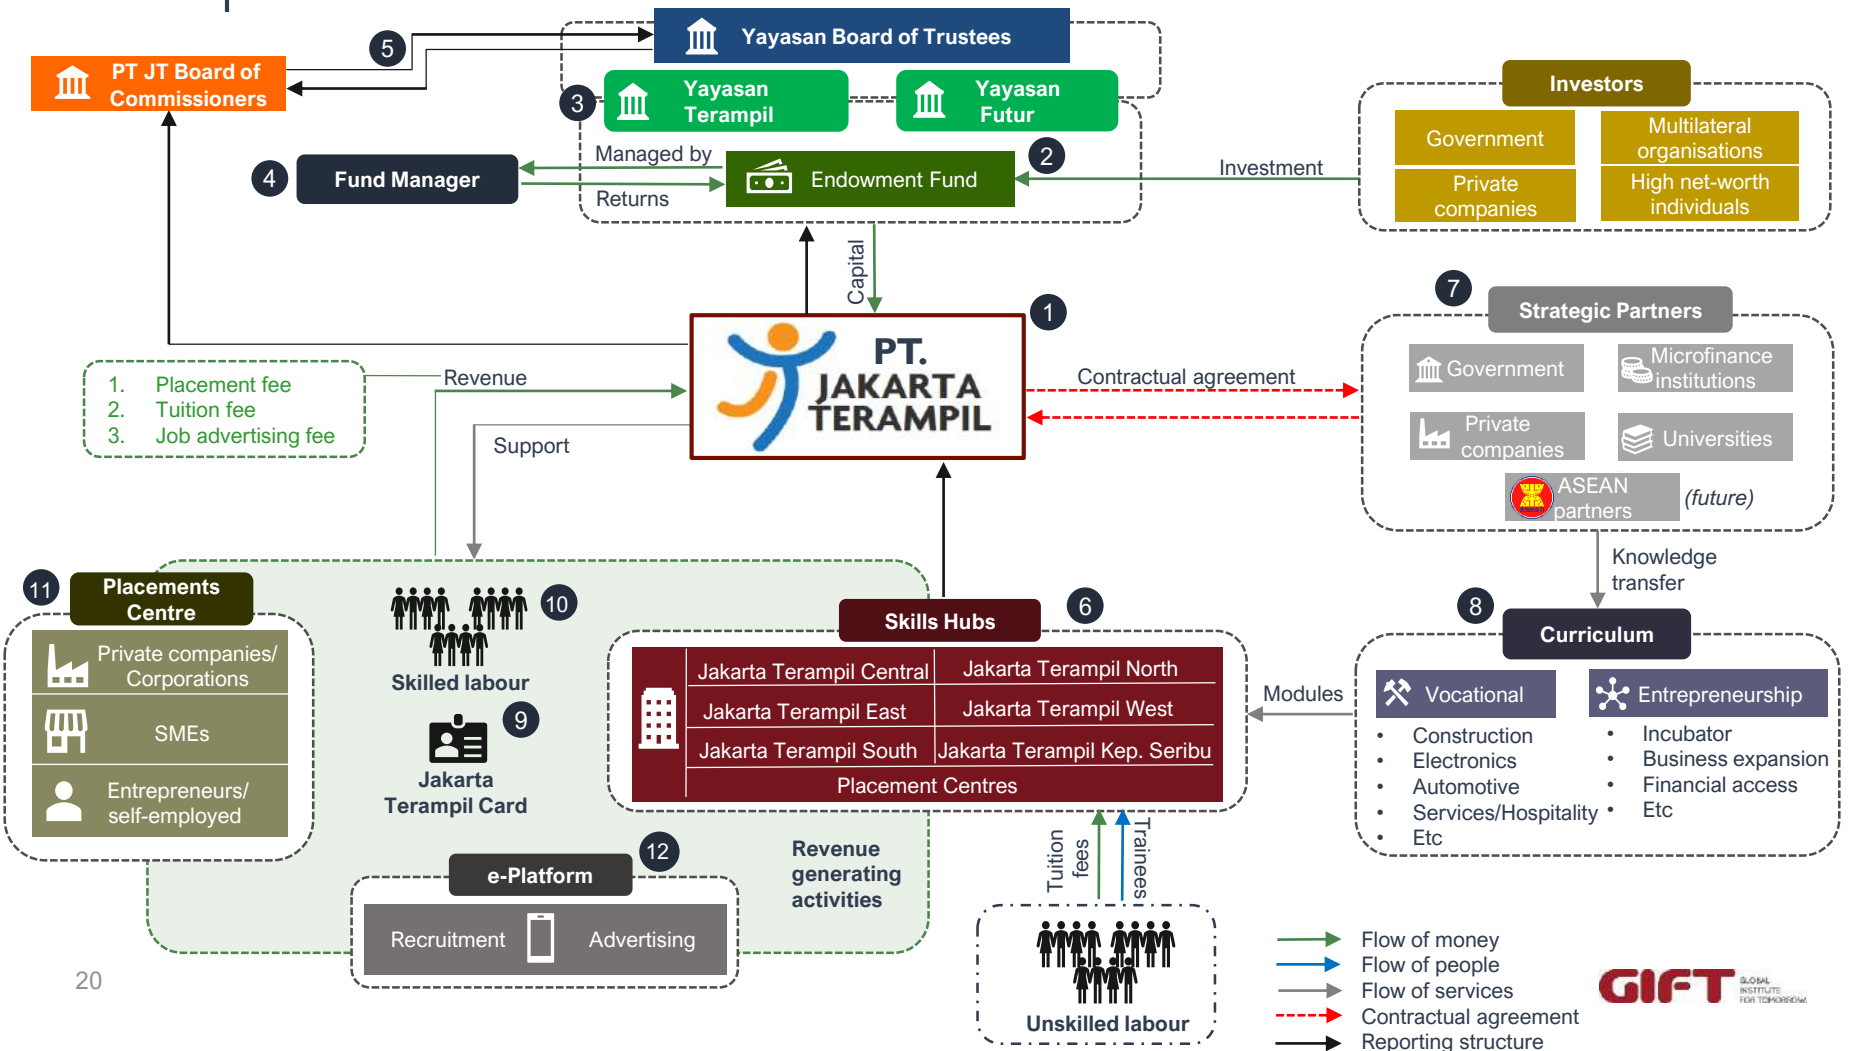 5
Yayasan Board of Trustees
PT JT Board of
Commissioners
3
Yayasan
Terampil
Yayasan
Futur
Investors
Government
Multilateral
organisations
Private
companies
High net-worth
individuals
4
Fund Manager
Managed by
Returns
2
Endowment Fund
Investment
Capital
1
PT.
JAKARTA
TERAMPIL
7
Strategic Partners
Government
Microfinance
institutions
Private
companies
Universities
ASEAN
partners
(future)
Contractual agreement
1. Placement fee
2. Tuition fee
3. Job advertising fee
Revenue
Support
Knowledge
transfer
11
Placements
Centre
Private companies/
Corporations
SMEs
Entrepreneurs/
self-employed
10
Skilled labour
9
Jakarta
Terampil Card
6
Skills Hubs
Jakarta Terampil Central
Jakarta Terampil North
Jakarta Terampil East
Jakarta Terampil West
Jakarta Terampil South
Jakarta Terampil Kep. Seribu
Placement Centres
Modules
8
Curriculum
Vocational
• Construction
• Electronics
• Automotive
• Services/Hospitality
• Etc
Entrepreneurship
• Incubator
• Business expansion
• Financial access
• Etc
12
e-Platform
Recruitment
Advertising
Revenue
generating
activities
Tuition
fees
Trainees
Unskilled labour
Flow of money
Flow of people
Flow of services
Contractual agreement
Reporting structure
GIFT
GLOBAL
INSTITUTE
FOR TOMORROW
20